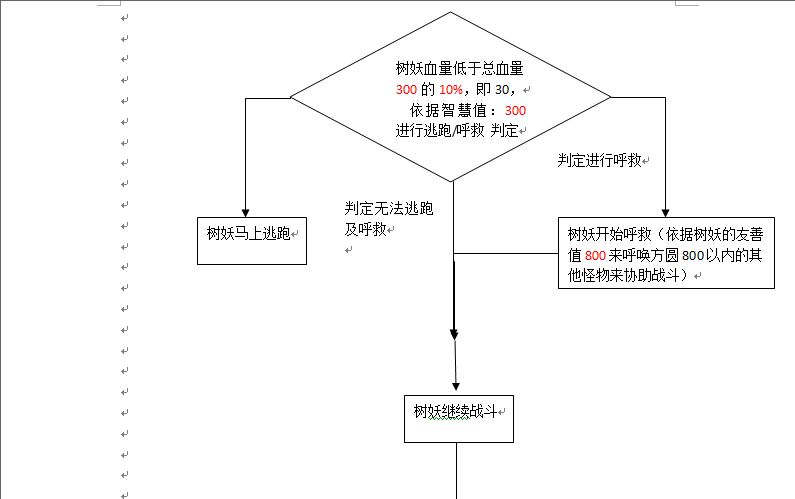 树妖血量低于总血量
300 的 10%，即 30，
依据智慧值：300
进行逃跑/呼救 判定
判定进行呼救
判定无法逃跑
及呼救
树妖马上逃跑
树妖开始呼救（依据树妖的友善
值 800 来呼唤方圆 800 以内的其
他怪物来协助战斗）
树妖继续战斗